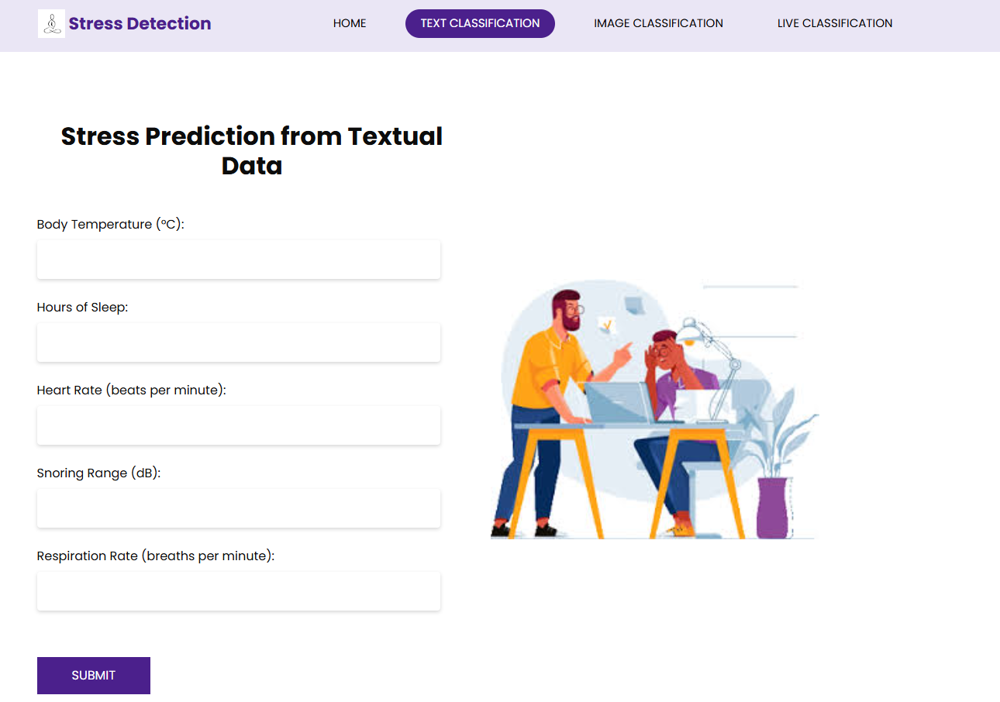 Stress Detection
HOME
TEXT CLASSIFICATION
IMAGE CLASSIFICATION
LIVE CLASSIFICATION
Stress Prediction from Textual
Data
Body Temperature (°C):
Hours of Sleep:
Heart Rate (beats per minute):
Snoring Range (dB):
Respiration Rate (breaths per minute):
SUBMIT